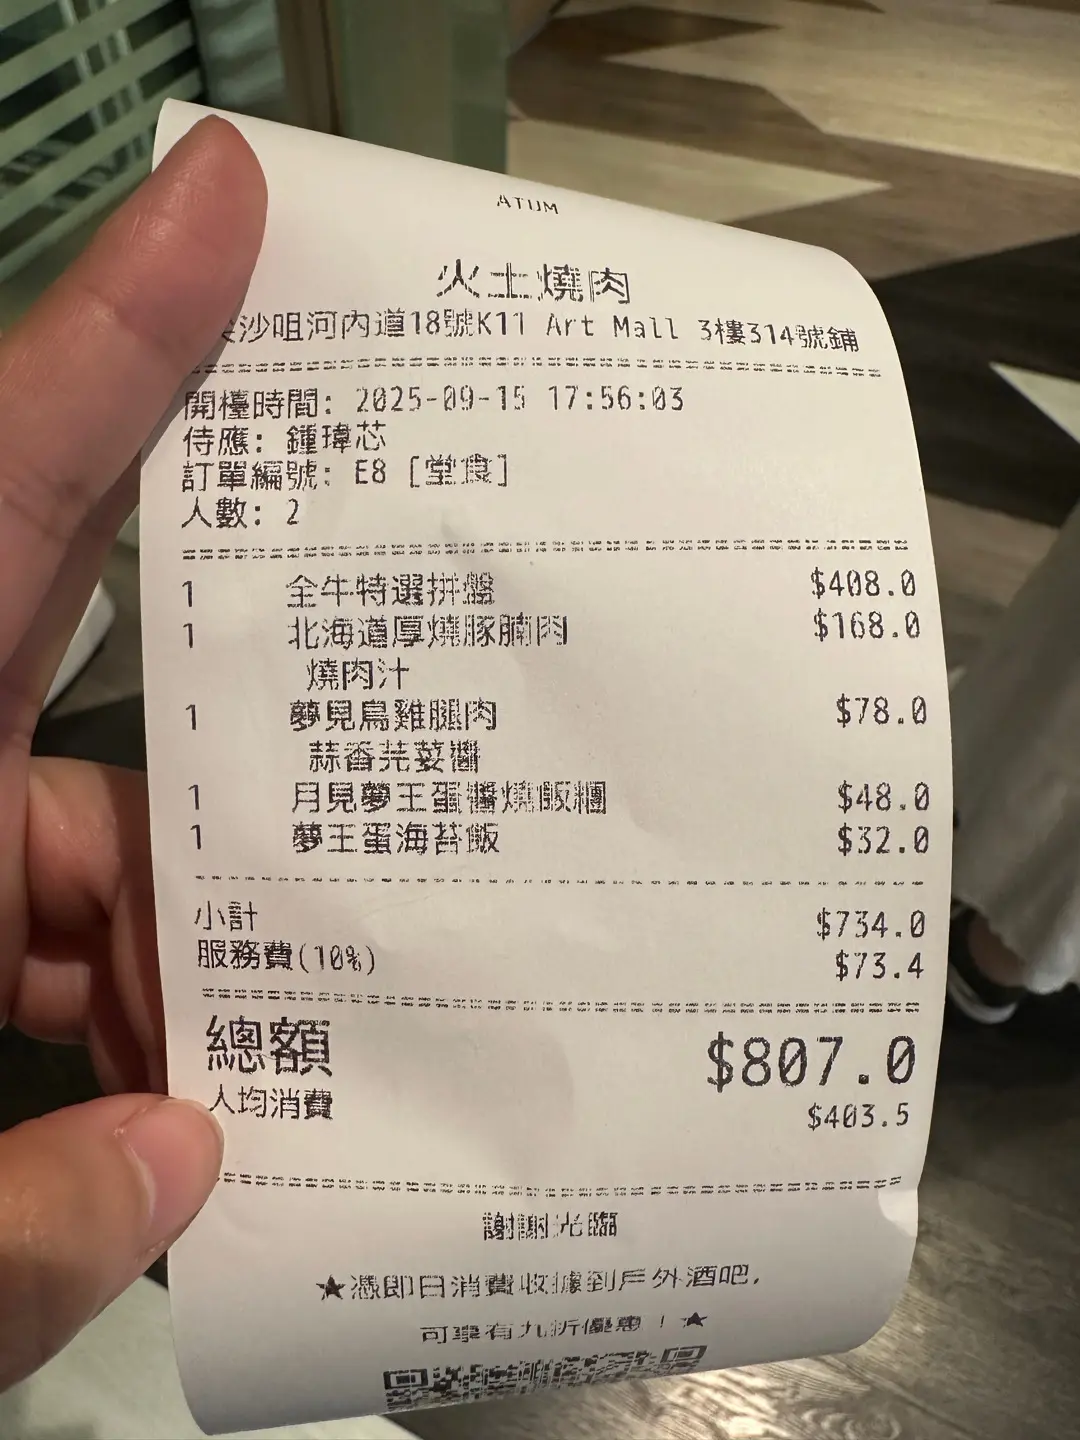 ATUM
火土燒肉
尖沙咀河內道18號K11 Art Mall 3樓314號鋪
開檯時間: 2025-09-15 17:56:03
侍應: 鍾瑋芯
訂單編號: E8 [堂食]
人數: 2
1 全牛特選拼盤 $408.0
1 北海道厚燒豚腩肉 $168.0
燒肉汁
1 夢見鳥雞腿肉 $78.0
蒜香芫荽醬
1 月見夢王蛋醬燒飯糰 $48.0
1 夢王蛋海苔飯 $32.0
小計 $734.0
服務費(10%) $73.4
總額 $807.0
人均消費 $403.5
謝謝光臨
★憑即日消費收據到戶外酒吧,
可享有九折優惠!★